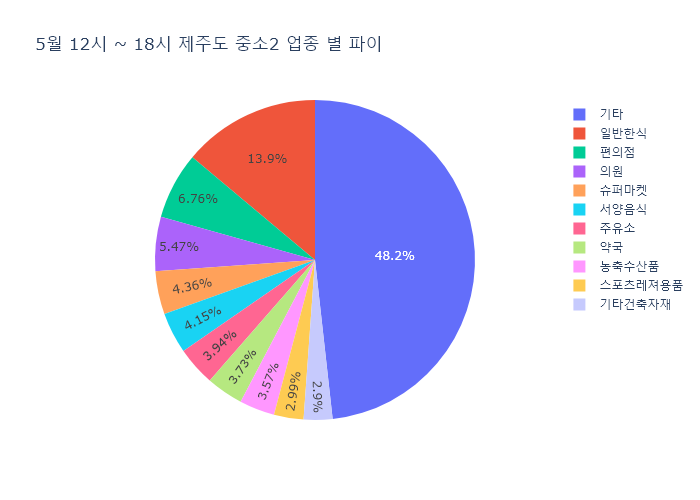 5월 12시 ~ 18시 제주도 중소2 업종 별 파이
기타
일반한식
편의점
의원
슈퍼마켓
서양음식
주유소
약국
농축수산품
스포츠레져용품
기타건축자재
48.2%
13.9%
6.76%
5.47%
4.36%
4.15%
3.94%
3.73%
3.57%
2.99%
2.9%